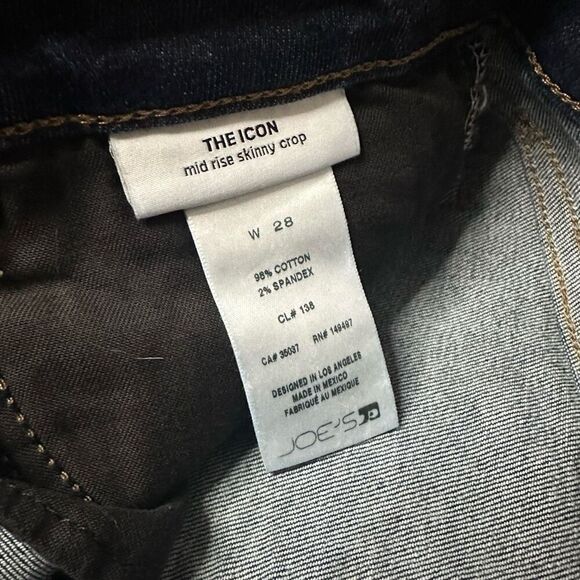 THE ICON
mid rise skinny crop
W 28
98% COTTON
2% SPANDEX
CL# 138
CA# 35037 RN# 149497
DESIGNED IN LOS ANGELES
MADE IN MEXICO
FABRIQUÉ AU MEXIQUE
JOE'S